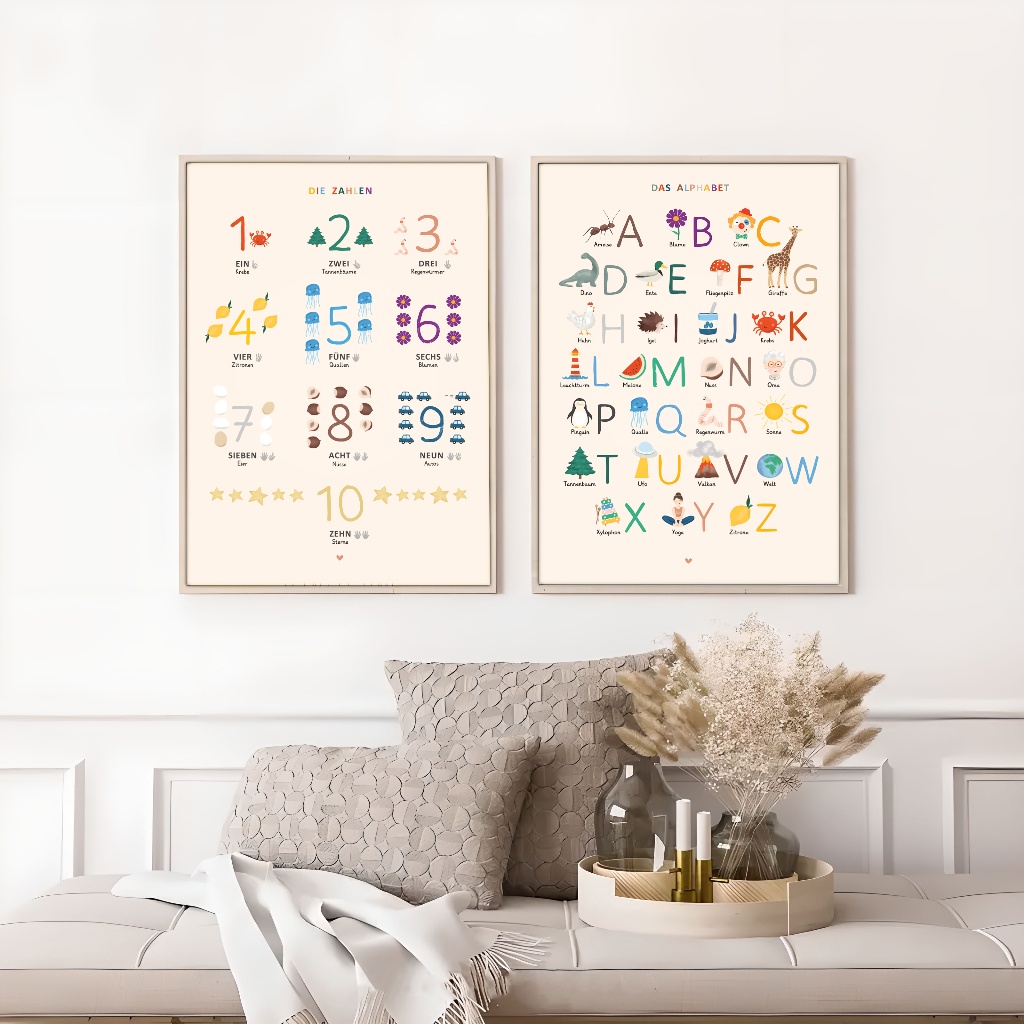 DIE ZAHLEN
1 2 3
EIN ZWEI DREI
Krebs Tannenbäume Regenwürmer
4 5 6
VIER FÜNF SECHS
Zitronen Quallen Blumen
7 8 9
SIEBEN ACHT NEUN
Eier Nüsse Autos
10
ZEHN
Sterne
DAS ALPHABET
A B C
Ameise Blume Clown
D E F G
Dino Ente Fliegenpilz Giraffe
H I J K
Hahn Igel Joghurt Krebs
L M N O
Leuchtturm Melone Nuss Oma
P Q R S
Pinguin Qualle Regenwurm Sonne
T U V W
Tannenbaum Ufo Vulkan Welt
X Y Z
Xylophon Yoga Zitrone